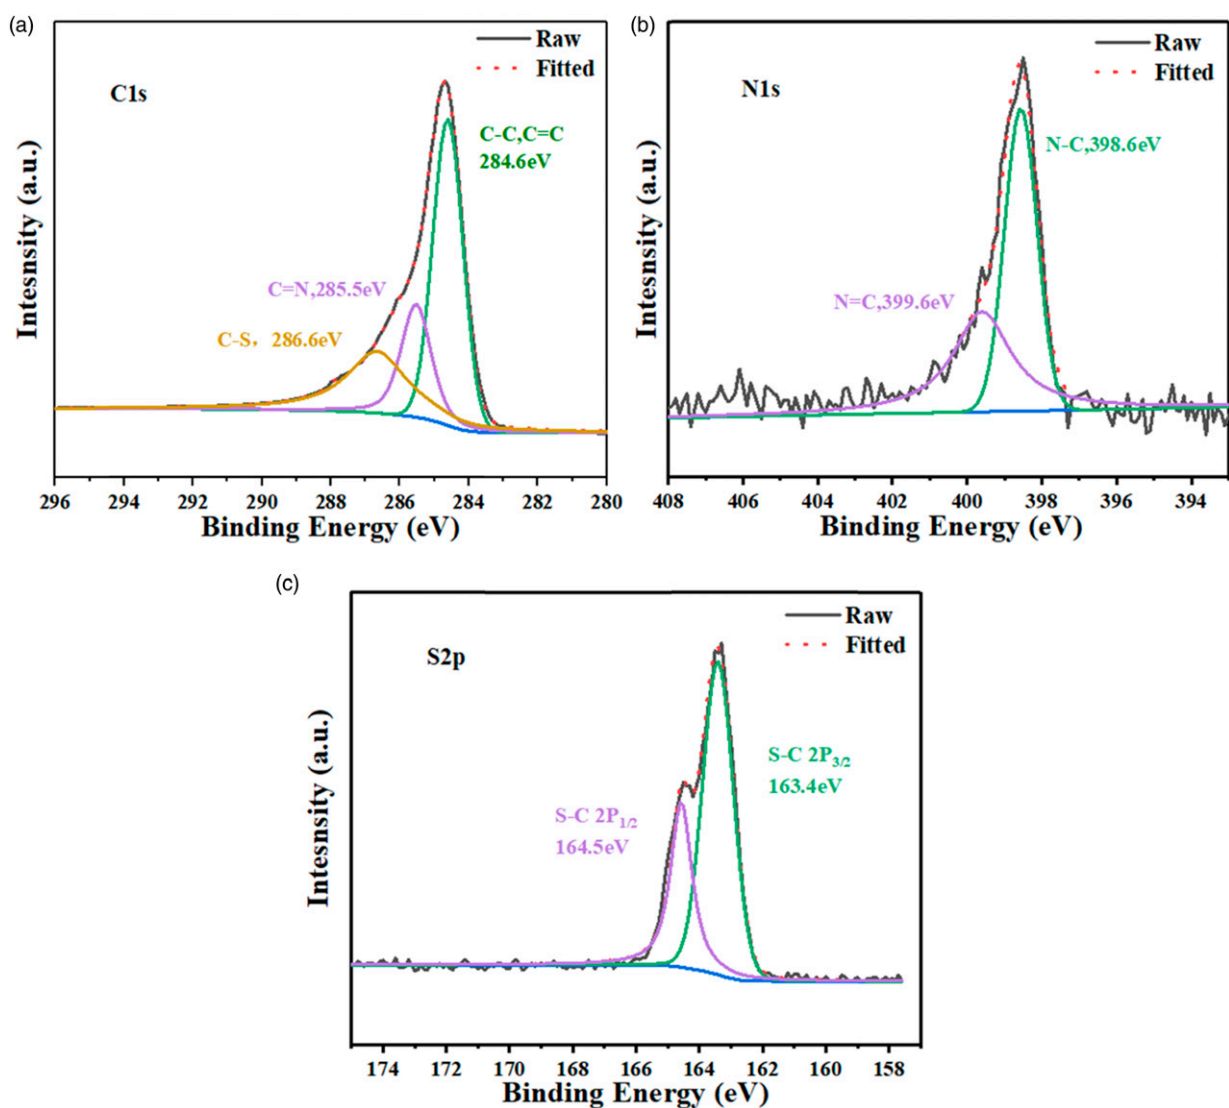 (a)
Raw
Fitted
C1s
C-C,C=C
284.6eV
C=N,285.5eV
C-S，286.6eV
Intesnsity (a.u.)
296 294 292 290 288 286 284 282 280
Binding Energy (eV)
(b)
Raw
Fitted
N1s
N-C,398.6eV
N=C,399.6eV
Intesnsity (a.u.)
408 406 404 402 400 398 396 394
Binding Energy (eV)
(c)
Raw
Fitted
S2p
S-C 2P3/2
163.4eV
S-C 2P1/2
164.5eV
Intesnsity (a.u.)
174 172 170 168 166 164 162 160 158
Binding Energy (eV)